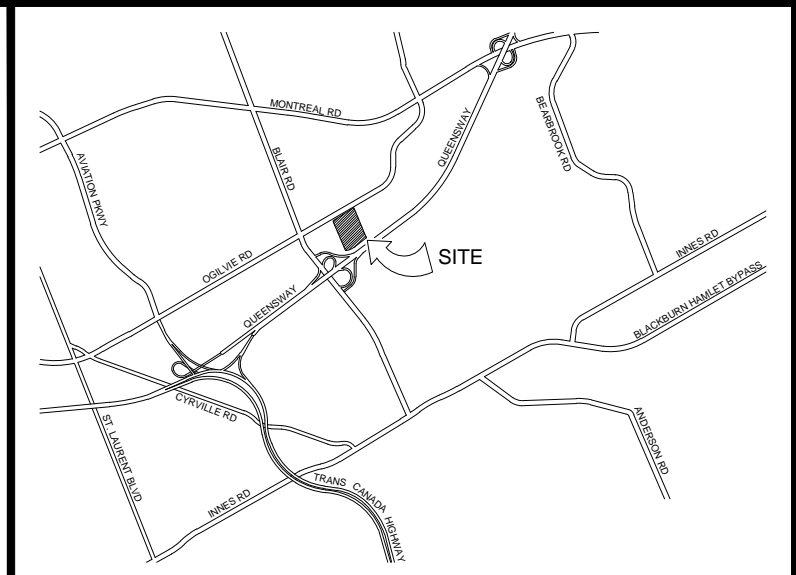 MONTREAL RD
QUEENSWAY
BEARBROOK RD
BLAIR RD
AVIATION PKWY
OGILVIE RD
SITE
INNES RD
BLACKBURN HAMLET BYPASS
QUEENSWAY
CYRVILLE RD
ST. LAURENT BLVD
INNES RD
TRANS CANADA HIGHWAY
ANDERSON RD